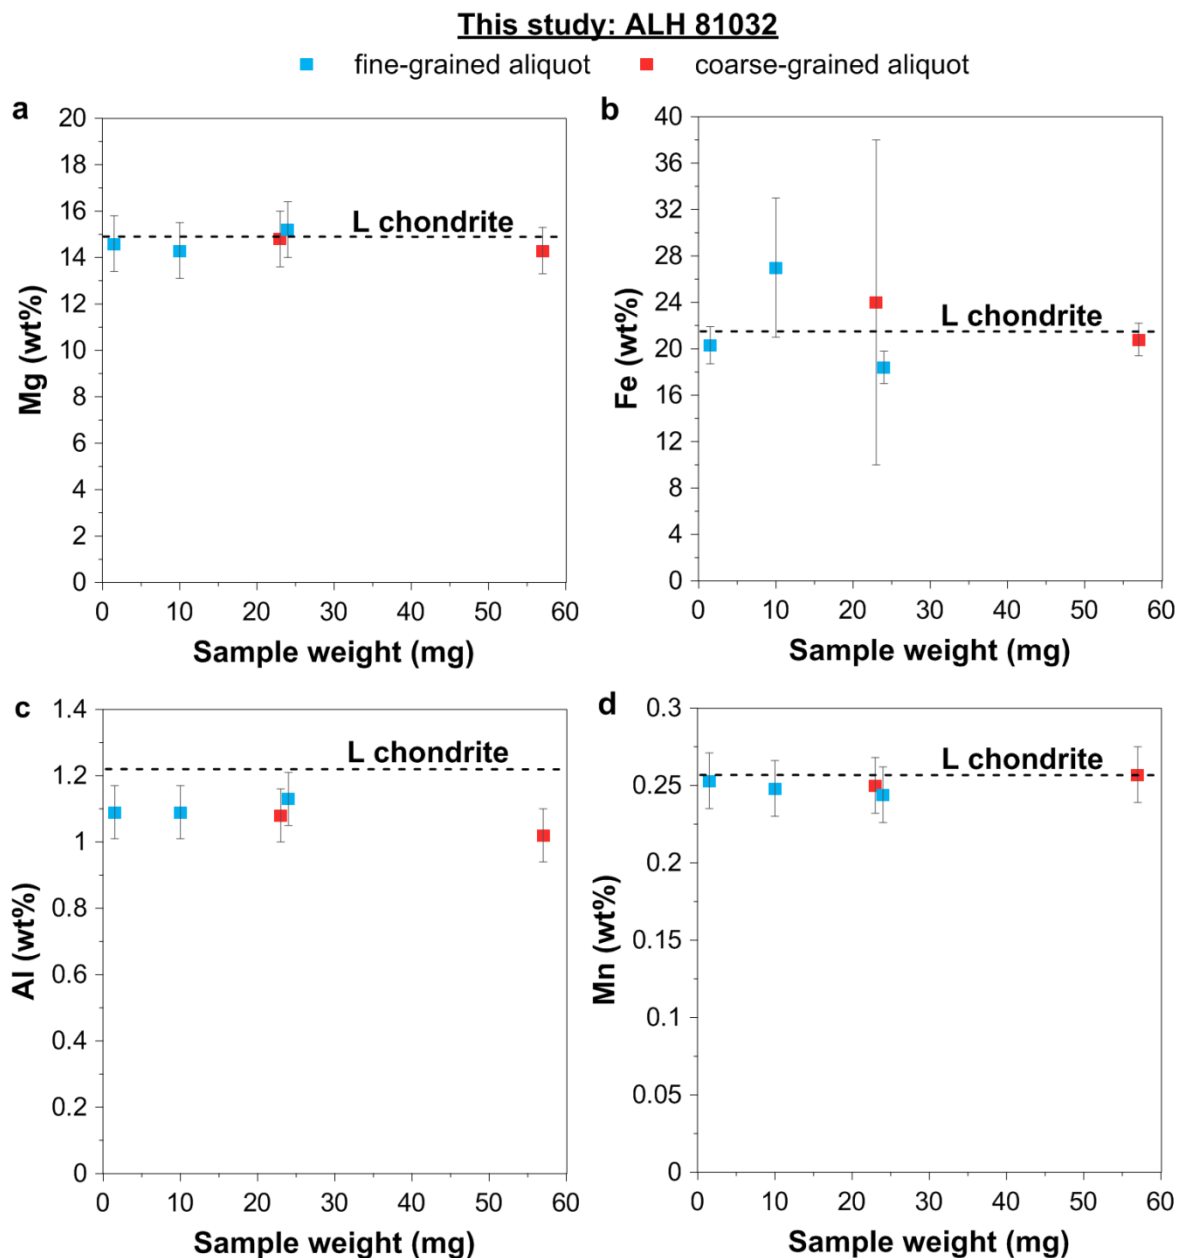 This study: ALH 81032
fine-grained aliquot coarse-grained aliquot
a
20
18
16
14
12
10
8
6
4
2
0
L chondrite
Mg (wt%)
0 10 20 30 40 50 60
Sample weight (mg)
b
40
36
32
28
24
20
16
12
8
4
0
L chondrite
Fe (wt%)
0 10 20 30 40 50 60
Sample weight (mg)
c
1.4
1.2
1
0.8
0.6
0.4
0.2
0
L chondrite
Al (wt%)
0 10 20 30 40 50 60
Sample weight (mg)
d
0.3
0.25
0.2
0.15
0.1
0.05
0
L chondrite
Mn (wt%)
0 10 20 30 40 50 60
Sample weight (mg)